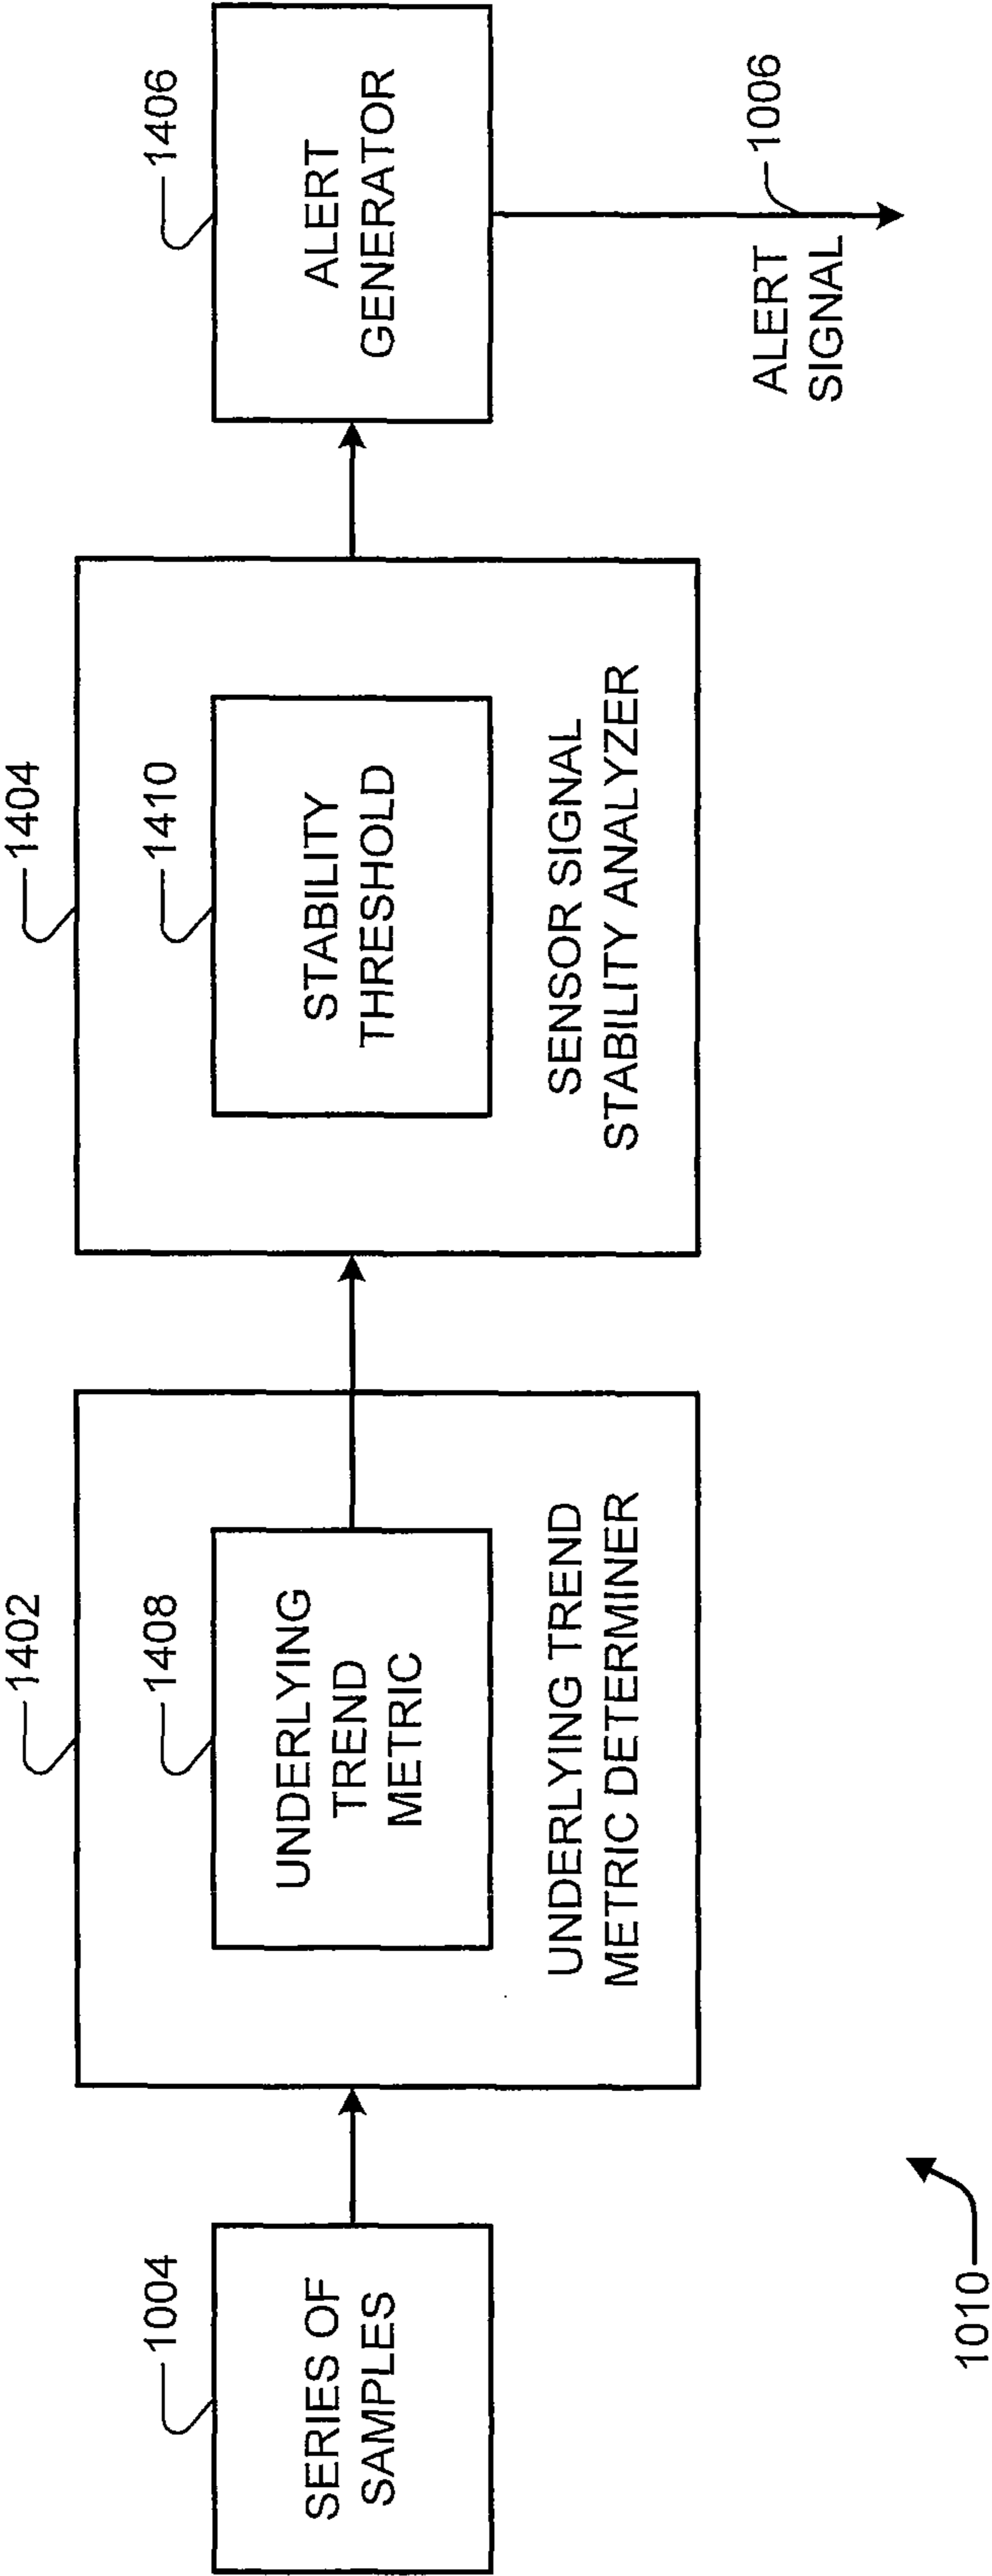 1004
SERIES OF
SAMPLES
1402
1408
UNDERLYING
TREND
METRIC
UNDERLYING TREND
METRIC DETERMINER
1404
1410
STABILITY
THRESHOLD
SENSOR SIGNAL
STABILITY ANALYZER
1406
ALERT
GENERATOR
1006
ALERT
SIGNAL
1010